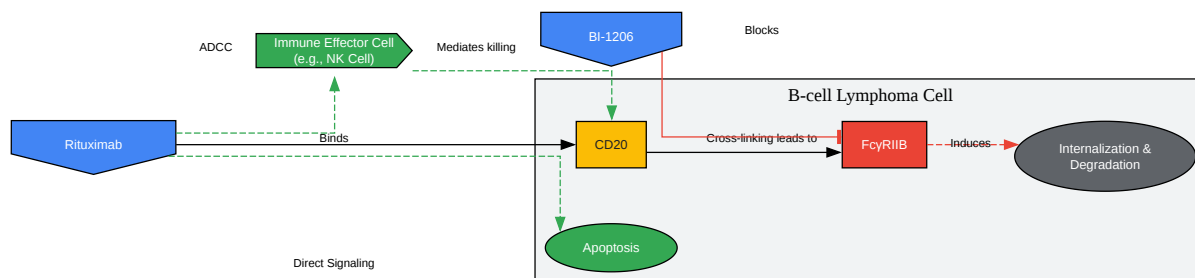 BI-1206
Blocks
ADCC
Immune Effector Cell
(e.g., NK Cell)
Mediates killing
B-cell Lymphoma Cell
Rituximab
Binds
CD20
Cross-linking leads to
FcγRIIB
Induces
Internalization &
Degradation
Apoptosis
Direct Signaling